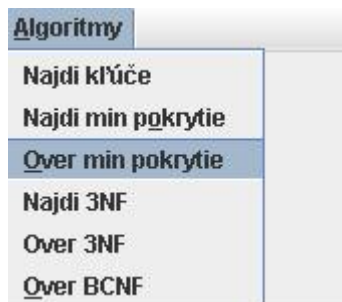 Algoritmy
Najdi kľúče
Najdi min pokrytie
Over min pokrytie
Najdi 3NF
Over 3NF
Over BCNF